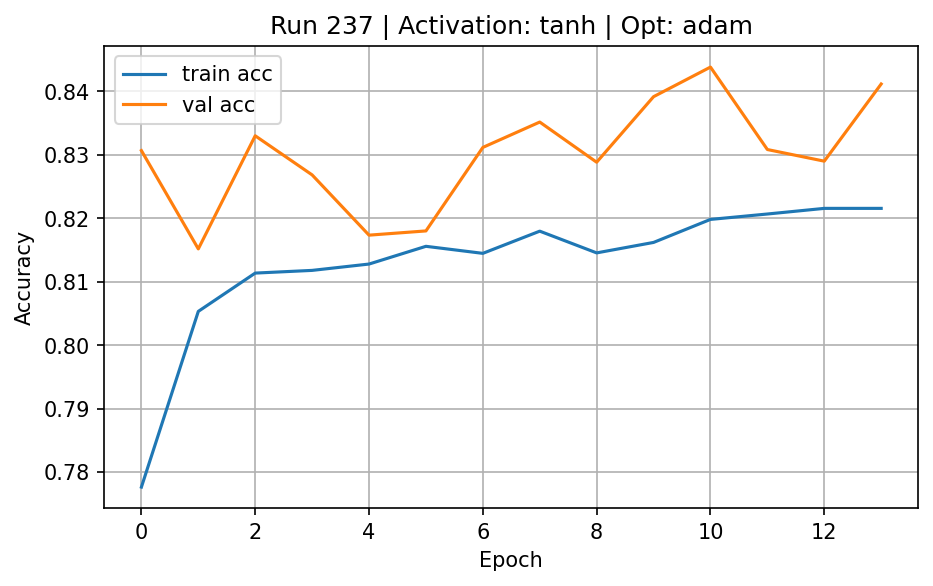 Run 237 | Activation: tanh | Opt: adam
train acc
val acc
Accuracy
0.84
0.83
0.82
0.81
0.80
0.79
0.78
0 2 4 6 8 10 12
Epoch